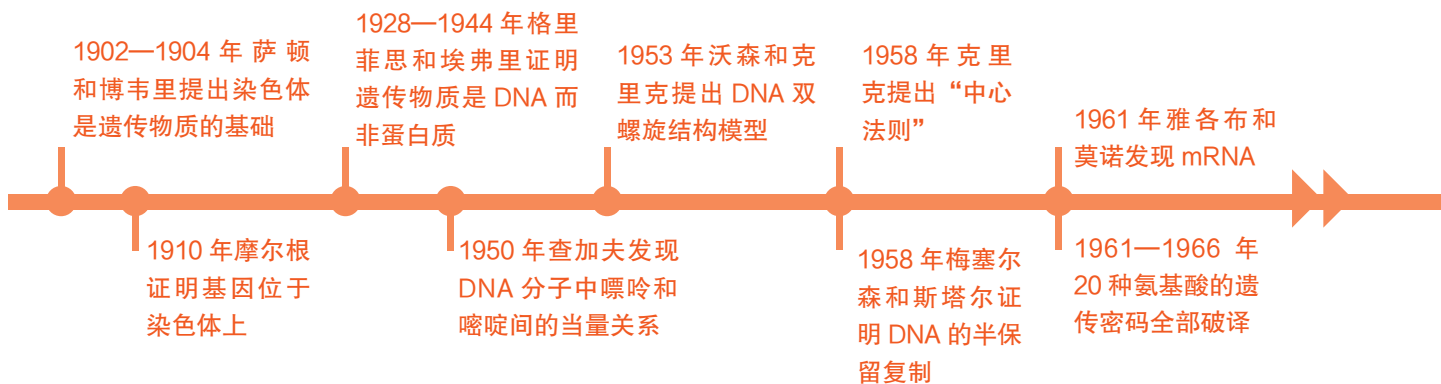 1902—1904 年 萨 顿
和博韦里提出染色体
是遗传物质的基础
1910 年摩尔根
证明基因位于
染色体上
1928—1944 年格里
菲思和埃弗里证明
遗传物质是 DNA 而
非蛋白质
1950 年查加夫发现
DNA 分子中嘌呤和
嘧啶间的当量关系
1953 年沃森和克
里克提出 DNA 双
螺旋结构模型
1958 年 克 里
克提出“中心
法则”
1958 年梅塞尔
森和斯塔尔证
明 DNA 的半保
留复制
1961 年雅各布和
莫诺发现 mRNA
1961—1966 年
20 种氨基酸的遗
传密码全部破译